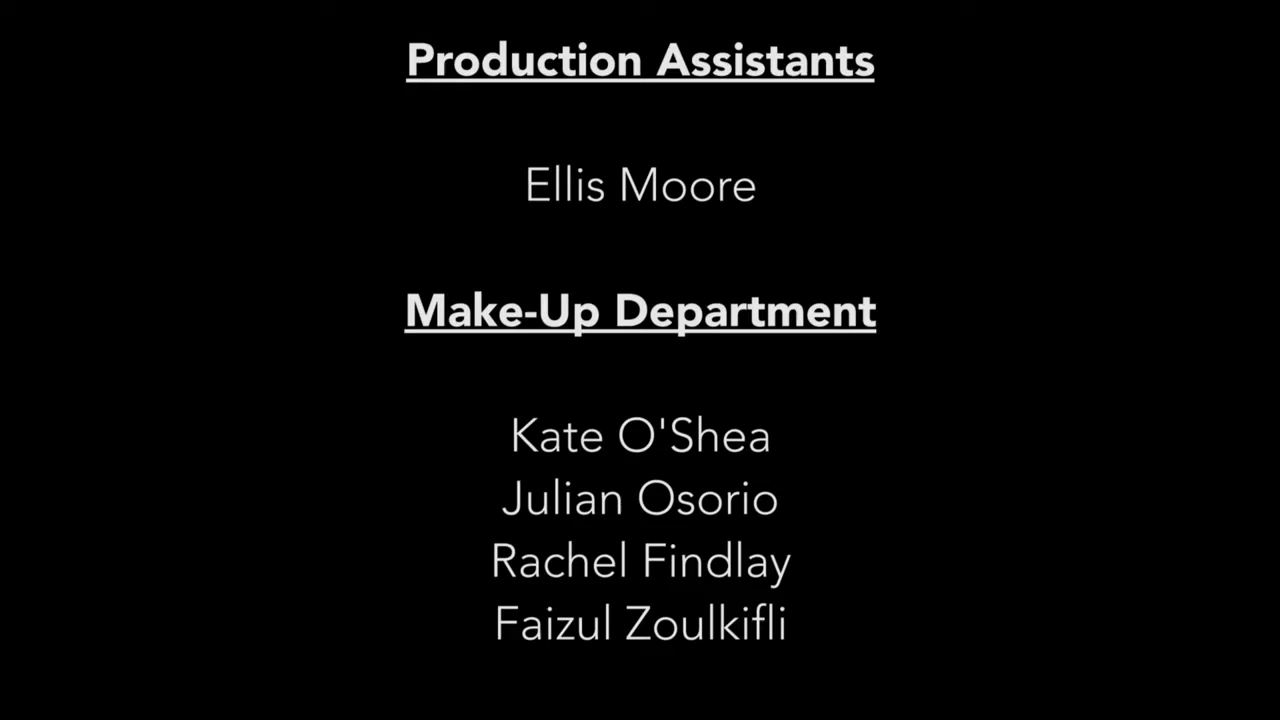 Production Assistants
Ellis Moore
Make-Up Department
Kate O'Shea
Julian Osorio
Rachel Findlay
Faizul Zoulkifli